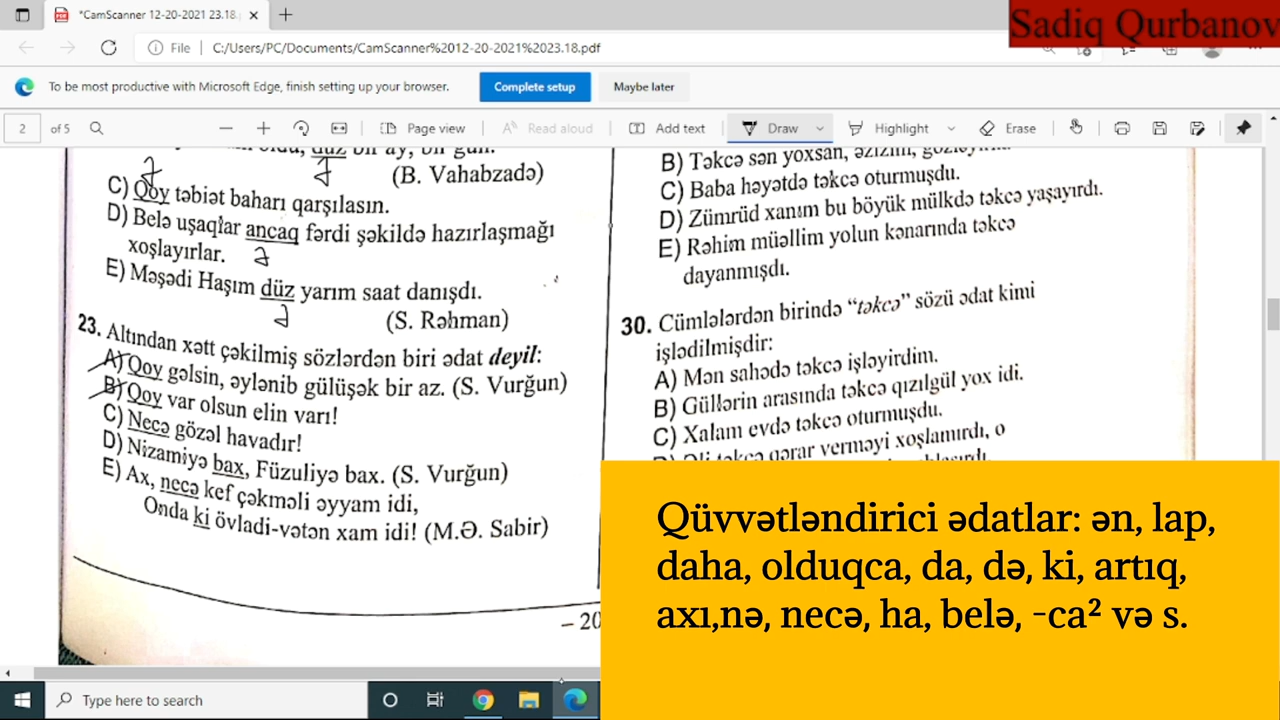 *CamScanner 12-20-2021 23.18.
Sadiq Qurbanov
File
C:/Users/PC/Documents/CamScanner%2012-20-2021%2023.18.pdf
To be most productive with Microsoft Edge, finish setting up your browser.
Complete setup
Maybe later
2 of 5
Page view
Read aloud
Add text
Draw
Highlight
Erase
düz bir ay, bir gün.
(B. Vahabzadə)
C) Qoy təbiət baharı qarşılasın.
D) Belə uşaqlar ancaq fərdi şəkildə hazırlaşmağı
xoşlayırlar.
E) Məşədi Haşım düz yarım saat danışdı.
(S. Rəhman)
23. Altından xətt çəkilmiş sözlərdən biri ədat deyil:
A) Qoy gəlsin, əylənib gülüşək bir az. (S. Vurğun)
B) Qoy var olsun elin varı!
C) Necə gözəl havadır!
D) Nizamiyə bax, Füzuliyə bax. (S. Vurğun)
E) Ax, necə kef çəkməli əyyam idi,
Onda ki övladi-vətən xam idi! (M.Ə. Sabir)
– 20
B) Təkcə sən yoxsan, əzizim,
C) Baba həyətdə təkcə oturmuşdu.
D) Zümrüd xanım bu böyük mülkdə təkcə yaşayırdı.
E) Rəhim müəllim yolun kənarında təkcə
dayanmışdı.
30. Cümlələrdən birində “təkcə” sözü ədat kimi
işlədilmişdir:
A) Mən sahədə təkcə işləyirdim.
B) Güllərin arasında təkcə qızılgül yox idi.
C) Xalam evdə təkcə oturmuşdu.
təkcə qərar verməyi xoşlamırdı, o
Qüvvətləndirici ədatlar: ən, lap,
daha, olduqca, da, də, ki, artıq,
axı,nə, necə, ha, belə, -ca² və s.
Type here to search